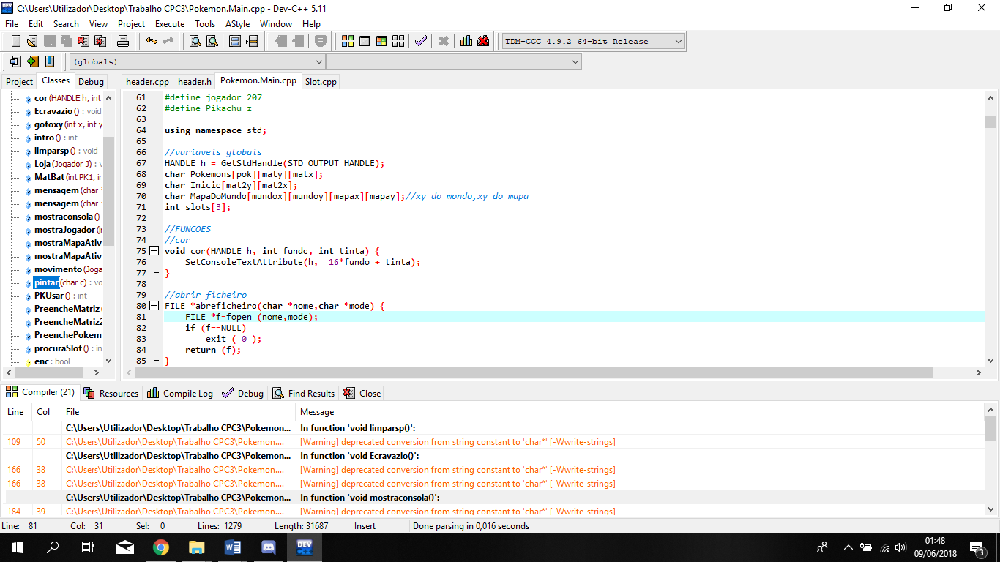 C:\Users\Utilizador\Desktop\Trabalho CPC3\Pokemon.Main.cpp - Dev-C++ 5.11
File Edit Search View Project Execute Tools AStyle Window Help
TDM-GCC 4.9.2 64-bit Release
(globals)
Project Classes Debug
header.cpp header.h Pokemon.Main.cpp Slot.cpp
cor (HANDLE h, int
Ecravazio () : void
gotoxy (int x, int y
intro () : int
limparsp () : void
Loja (Jogador J) : v
MatBat (int PK1, in
mensagem (char *
mensagem (char *
mostraconsola ()
mostraJogador (in
mostraMapaAtiv
mostraMapaAtiv
movimento (Joga
pintar (char c) : vo
PKUsar () : int
PreencheMatriz (
PreencheMatriz2
PreenchePokem
procuraSlot () : in
enc : bool
61 #define jogador 207
62 #define Pikachu z
63
64 using namespace std;
65
66 //variaveis globais
67 HANDLE h = GetStdHandle(STD_OUTPUT_HANDLE);
68 char Pokemons[pok][maty][matx];
69 char Inicio[mat2y][mat2x];
70 char MapaDoMundo[mundox][mundoy][mapax][mapay];//xy do mondo,xy do mapa
71 int slots[3];
72
73 //FUNCOES
74 //cor
75 void cor(HANDLE h, int fundo, int tinta) {
76 SetConsoleTextAttribute(h, 16*fundo + tinta);
77 }
78
79 //abrir ficheiro
80 FILE *abreficheiro(char *nome,char *mode) {
81 FILE *f=fopen (nome,mode);
82 if (f==NULL)
83 exit ( 0 );
84 return (f);
85 }
Compiler (21) Resources Compile Log Debug Find Results Close
Line Col File Message
C:\Users\Utilizador\Desktop\Trabalho CPC3\Pokemon... In function 'void limparsp()':
109 50 C:\Users\Utilizador\Desktop\Trabalho CPC3\Pokemon.... [Warning] deprecated conversion from string constant to 'char*' [-Wwrite-strings]
C:\Users\Utilizador\Desktop\Trabalho CPC3\Pokemon... In function 'void Ecravazio()':
166 38 C:\Users\Utilizador\Desktop\Trabalho CPC3\Pokemon.... [Warning] deprecated conversion from string constant to 'char*' [-Wwrite-strings]
166 38 C:\Users\Utilizador\Desktop\Trabalho CPC3\Pokemon.... [Warning] deprecated conversion from string constant to 'char*' [-Wwrite-strings]
C:\Users\Utilizador\Desktop\Trabalho CPC3\Pokemon... In function 'void mostraconsola()':
184 39 C:\Users\Utilizador\Desktop\Trabalho CPC3\Pokemon.... [Warning] deprecated conversion from string constant to 'char*' [-Wwrite-strings]
Line: 81 Col: 31 Sel: 0 Lines: 1279 Length: 31687 Insert Done parsing in 0,016 seconds
DEV
01:48
09/06/2018
3